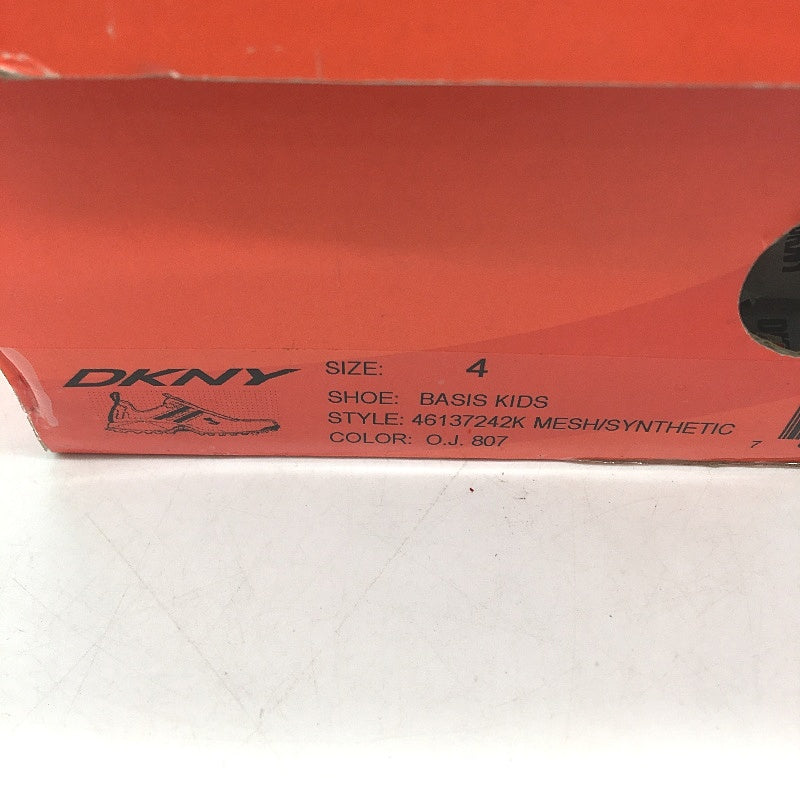 DKNY
SIZE: 4
SHOE: BASIS KIDS
STYLE: 46137242K MESH/SYNTHETIC
COLOR: O.J. 807
7